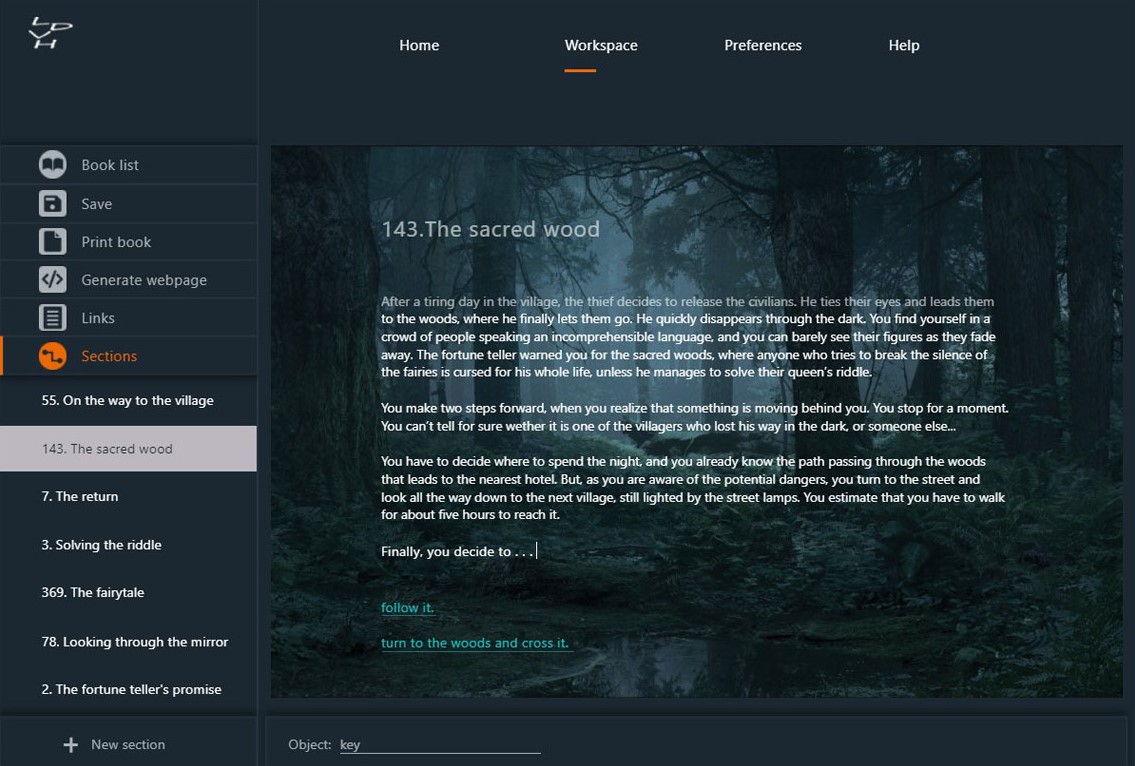 LDVH
Home
Workspace
Preferences
Help
Book list
Save
Print book
Generate webpage
Links
Sections
55. On the way to the village
143. The sacred wood
7. The return
3. Solving the riddle
369. The fairytale
78. Looking through the mirror
2. The fortune teller's promise
New section
143.The sacred wood
After a tiring day in the village, the thief decides to release the civilians. He ties their eyes and leads them
to the woods, where he finally lets them go. He quickly disappears through the dark. You find yourself in a
crowd of people speaking an incomprehensible language, and you can barely see their figures as they fade
away. The fortune teller warned you for the sacred woods, where anyone who tries to break the silence of
the fairies is cursed for his whole life, unless he manages to solve their queen’s riddle.
You make two steps forward, when you realize that something is moving behind you. You stop for a moment.
You can’t tell for sure wether it is one of the villagers who lost his way in the dark, or someone else...
You have to decide where to spend the night, and you already know the path passing through the woods
that leads to the nearest hotel. But, as you are aware of the potential dangers, you turn to the street and
look all the way down to the next village, still lighted by the street lamps. You estimate that you have to walk
for about five hours to reach it.
Finally, you decide to . . .
follow it.
turn to the woods and cross it.
Object: key